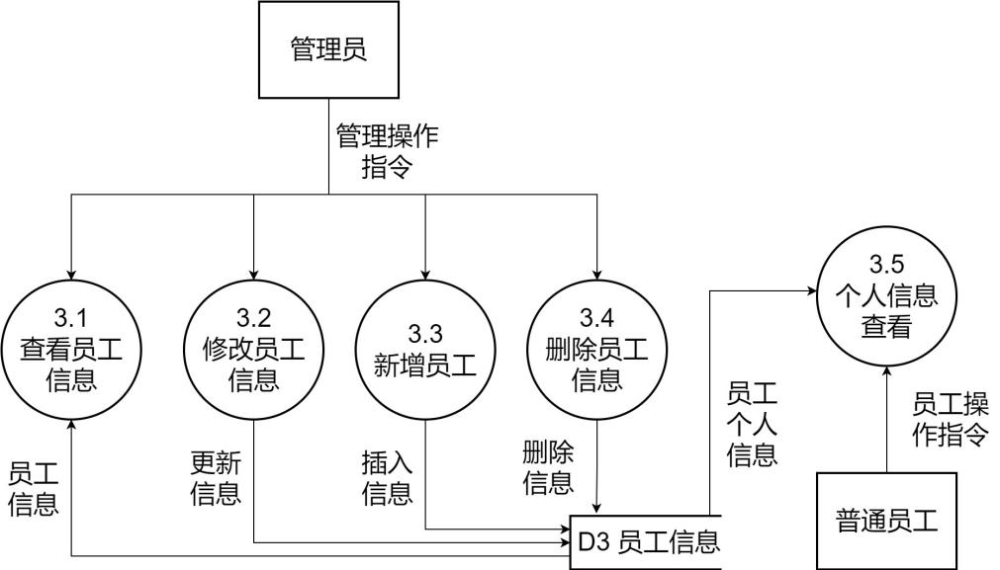 管理员
管理操作
指令
3.1
查看员工
信息
3.2
修改员工
信息
3.3
新增员工
3.4
删除员工
信息
3.5
个人信息
查看
员工
信息
更新
信息
插入
信息
删除
信息
员工
个人
信息
员工操
作指令
D3 员工信息
普通员工